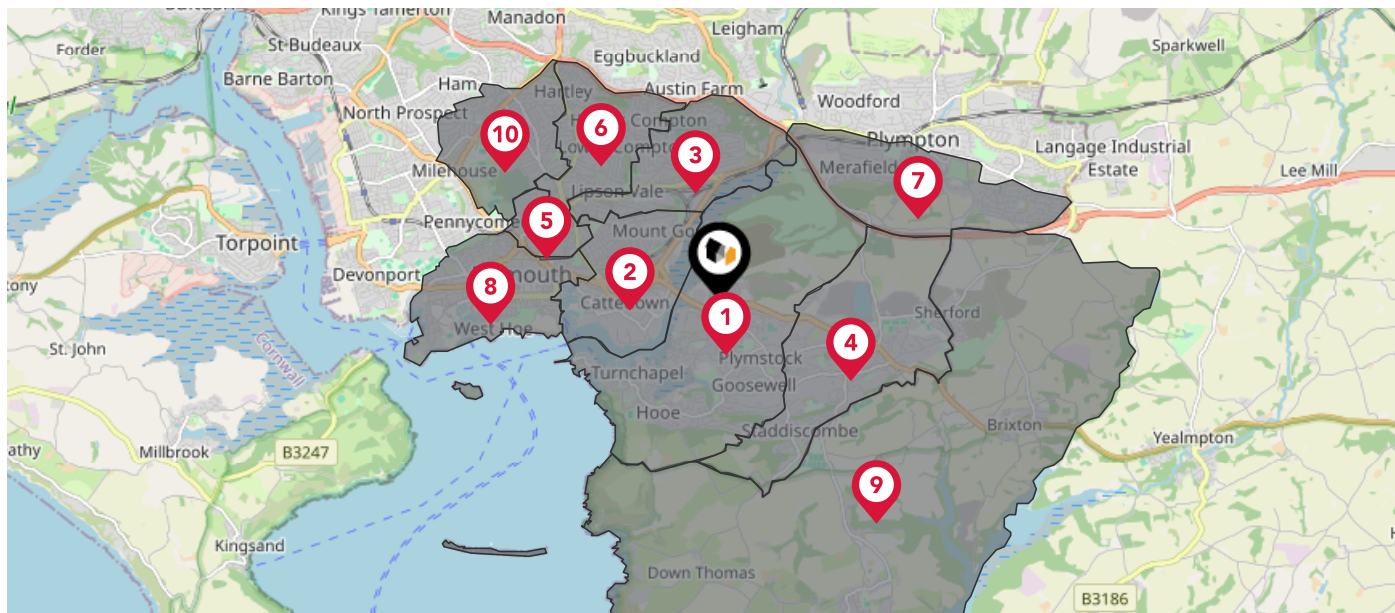 Kings Tamerton
Manadon
Leigham
Forder
St Budeaux
Eggbuckland
Sparkwell
Barne Barton
Ham
Hartley
Austin Farm
Woodford
North Prospect
10
6
Compton
Plympton
3
Langage Industrial
Estate
Milehouse
Merafield
7
Lee Mill
Lipson Vale
Pennycome
5
Mount Go
Torpoint
Devonport
mouth
2
8
Cattedown
1
Sherford
West Hoe
4
St. John
Cornwall
Plymstock
Turnchapel
Goosewell
Hooe
Staddiscombe
Brixton
Millbrook
B3247
Yealmpton
athy
9
Kingsand
Down Thomas
B3186